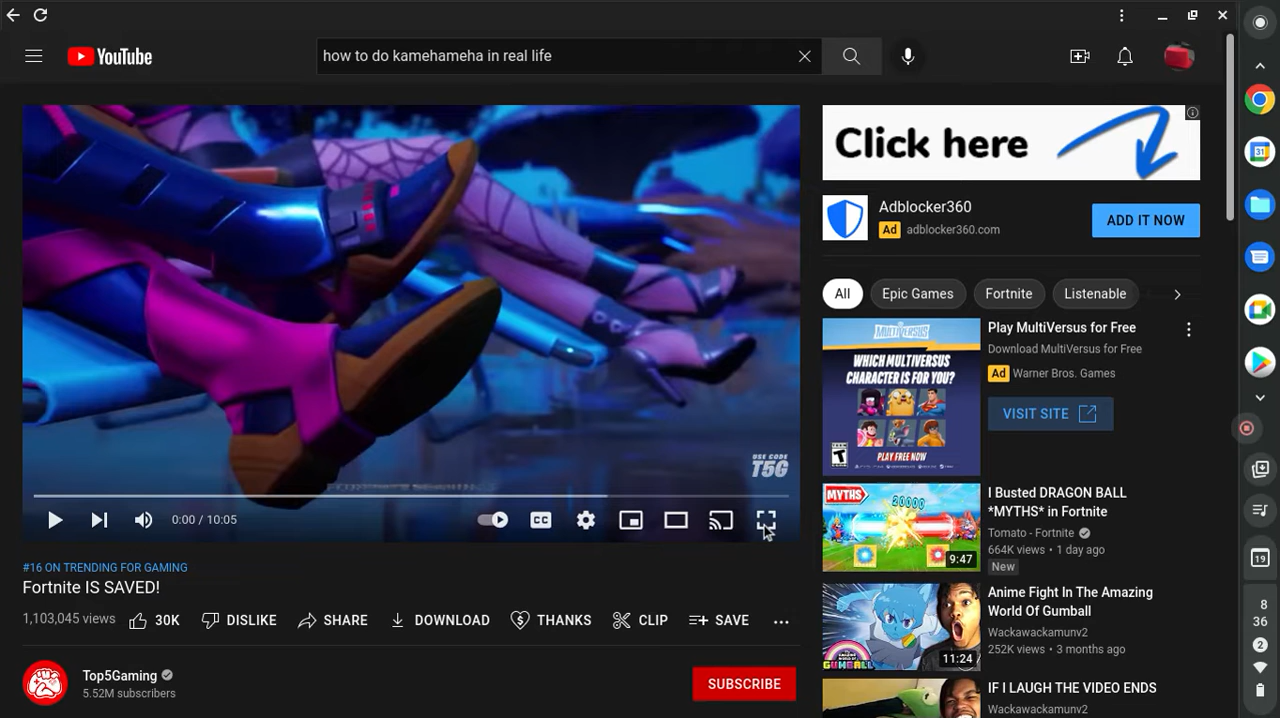 YouTube
how to do kamehameha in real life
USE CODE
T5G
0:00 / 10:05
CC
#16 ON TRENDING FOR GAMING
Fortnite IS SAVED!
1,103,045 views
30K
DISLIKE
SHARE
DOWNLOAD
THANKS
CLIP
SAVE
Top5Gaming
5.52M subscribers
SUBSCRIBE
Click here
Adblocker360
Ad adblocker360.com
ADD IT NOW
All
Epic Games
Fortnite
Listenable
MULTIVERSUS
WHICH MULTIVERSUS
CHARACTER IS FOR YOU?
T
PLAY FREE NOW
Play MultiVersus for Free
Download MultiVersus for Free
Ad Warner Bros. Games
VISIT SITE
MYTHS
20000
9:47
I Busted DRAGON BALL
*MYTHS* in Fortnite
Tomato - Fortnite
664K views • 1 day ago
New
11:24
Anime Fight In The Amazing
World Of Gumball
Wackawackamunv2
252K views • 3 months ago
IF I LAUGH THE VIDEO ENDS
Wackawackamunv2
31
19
8
36
2